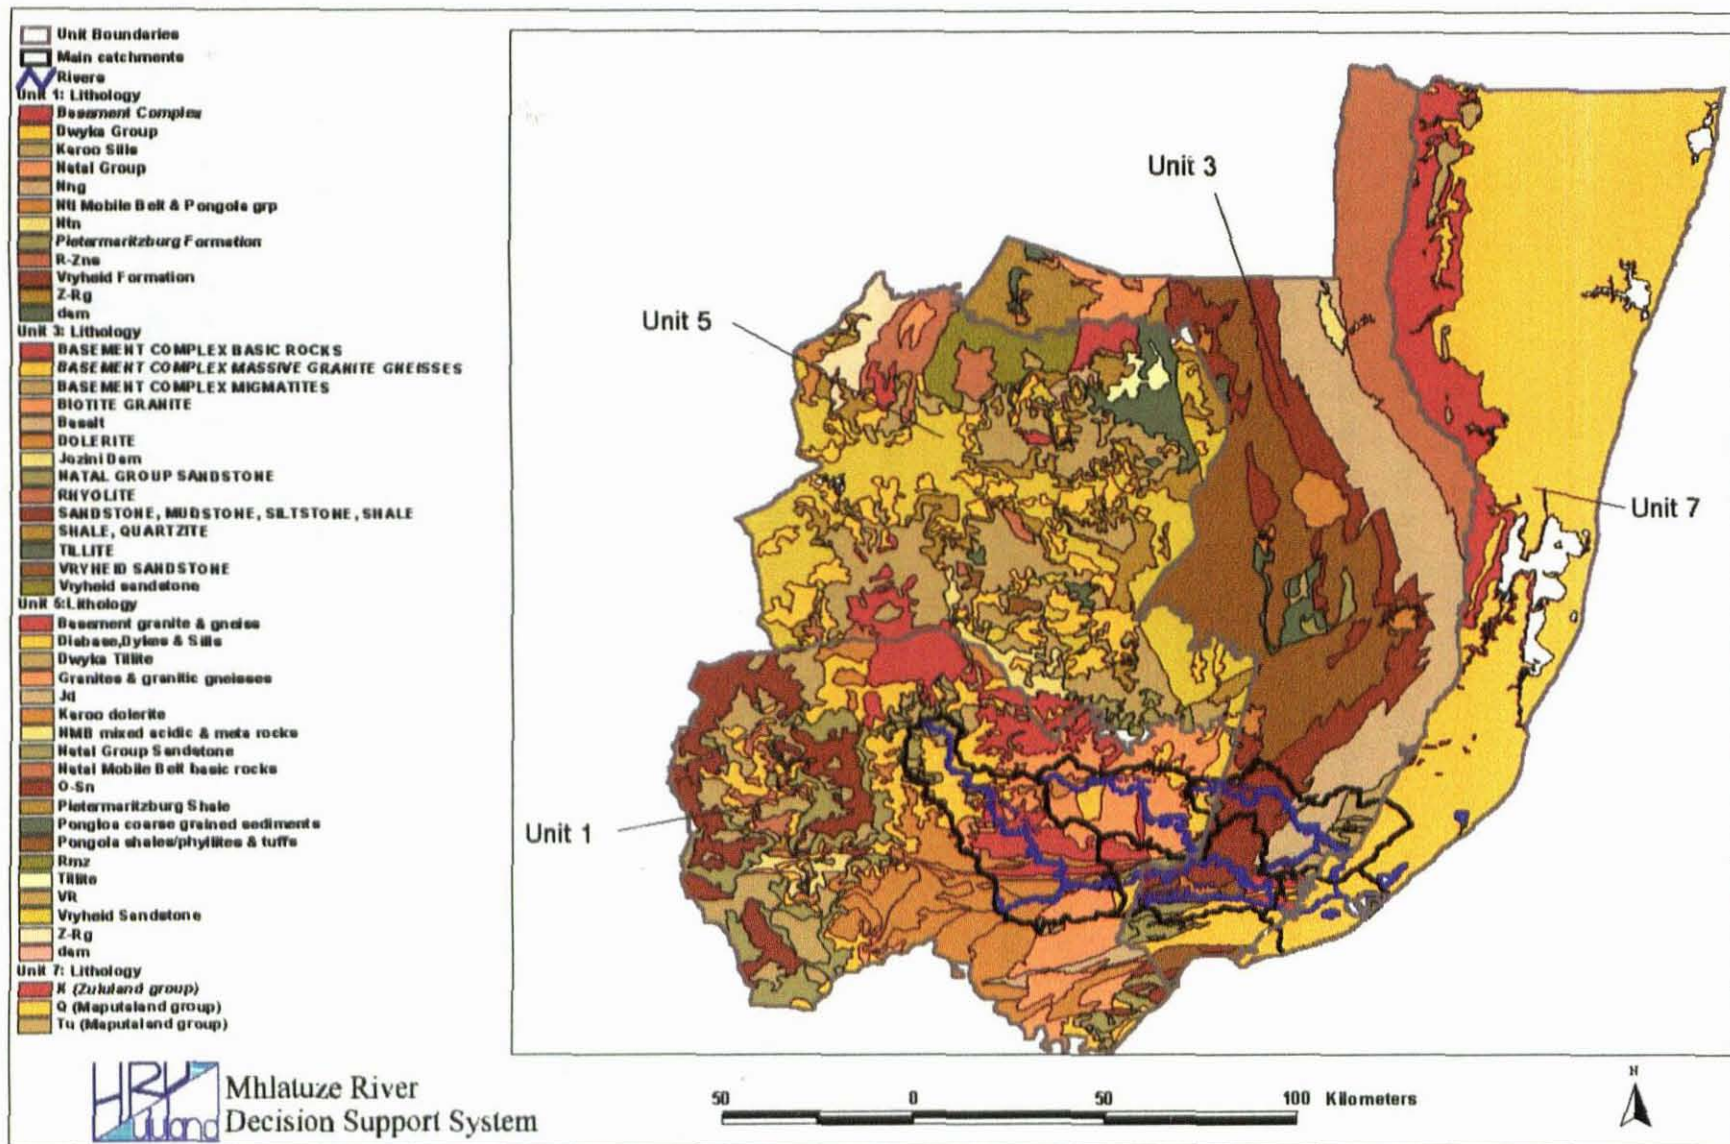 Unit Boundaries
Main catchments
Rivers
Unit 1: Lithology
Basement Complex
Dwyka Group
Karoo Sills
Natal Group
Nng
Ntl Mobile Belt & Pongola grp
Ntn
Pietermaritzburg Formation
R-Zns
Vryheid Formation
Z-Rg
dam
Unit 3: Lithology
BASEMENT COMPLEX BASIC ROCKS
BASEMENT COMPLEX MASSIVE GRANITE GNEISSES
BASEMENT COMPLEX MIGMATITES
BIOTITE GRANITE
Basalt
DOLERITE
Jozini Dam
NATAL GROUP SANDSTONE
RHYOLITE
SANDSTONE, MUDSTONE, SILTSTONE, SHALE
SHALE, QUARTZITE
TILLITE
VRYHEID SANDSTONE
Vryheid sandstone
Unit 5:Lithology
Basement granite & gneiss
Diabase,Dykes & Sills
Dwyka Tillite
Granites & granitic gneisses
Jd
Karoo dolerite
NMB mixed acidic & meta rocks
Natal Group Sandstone
Natal Mobile Belt basic rocks
O-Sn
Pietermaritzburg Shale
Pongloa coarse grained sediments
Pongola shales/phyllites & tuffs
Rmz
Tillite
VR
Vryheid Sandstone
Z-Rg
dam
Unit 7: Lithology
K (Zululand group)
Q (Maputaland group)
Tu (Maputaland group)
Unit 3
Unit 5
Unit 7
Unit 1
HRU
Zululand
Mhlatuze River
Decision Support System
50 0 50 100 Kilometers
N